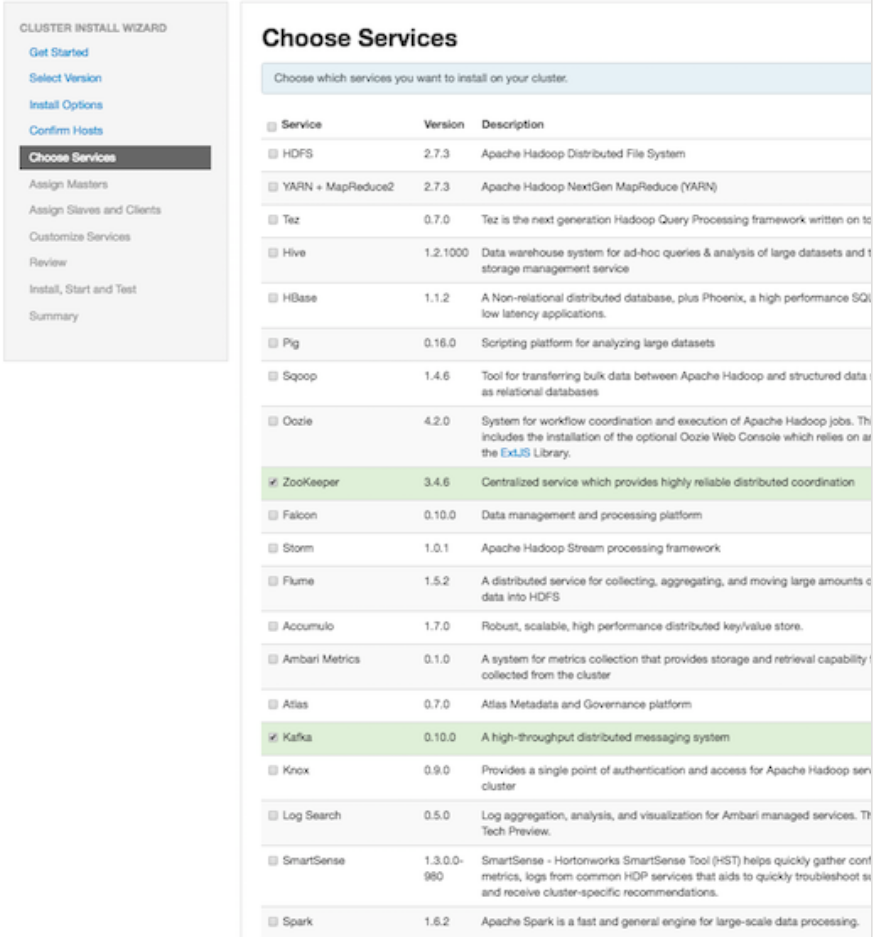 CLUSTER INSTALL WIZARD
Get Started
Select Version
Install Options
Confirm Hosts
Choose Services
Assign Masters
Assign Slaves and Clients
Customize Services
Review
Install, Start and Test
Summary
Choose Services
Choose which services you want to install on your cluster.
Service Version Description
HDFS 2.7.3 Apache Hadoop Distributed File System
YARN + MapReduce2 2.7.3 Apache Hadoop NextGen MapReduce (YARN)
Tez 0.7.0 Tez is the next generation Hadoop Query Processing framework written on
Hive 1.2.1000 Data warehouse system for ad-hoc queries & analysis of large datasets and
storage management service
HBase 1.1.2 A Non-relational distributed database, plus Phoenix, a high performance SQL
low latency applications.
Pig 0.16.0 Scripting platform for analyzing large datasets
Sqoop 1.4.6 Tool for transferring bulk data between Apache Hadoop and structured data
as relational databases
Oozie 4.2.0 System for workflow coordination and execution of Apache Hadoop jobs. Th
includes the installation of the optional Oozie Web Console which relies on
the ExtJS Library.
ZooKeeper 3.4.6 Centralized service which provides highly reliable distributed coordination
Falcon 0.10.0 Data management and processing platform
Storm 1.0.1 Apache Hadoop Stream processing framework
Flume 1.5.2 A distributed service for collecting, aggregating, and moving large amounts
data into HDFS
Accumulo 1.7.0 Robust, scalable, high performance distributed key/value store.
Ambari Metrics 0.1.0 A system for metrics collection that provides storage and retrieval capability
collected from the cluster
Atlas 0.7.0 Atlas Metadata and Governance platform
Kafka 0.10.0 A high-throughput distributed messaging system
Knox 0.9.0 Provides a single point of authentication and access for Apache Hadoop
cluster
Log Search 0.5.0 Log aggregation, analysis, and visualization for Ambari managed services. Th
Tech Preview.
SmartSense 1.3.0.0- SmartSense - Hortonworks SmartSense Tool (HST) helps quickly gather
980 metrics, logs from common HDP services that aids to quickly troubleshoot
and receive cluster-specific recommendations.
Spark 1.6.2 Apache Spark is a fast and general engine for large-scale data processing.